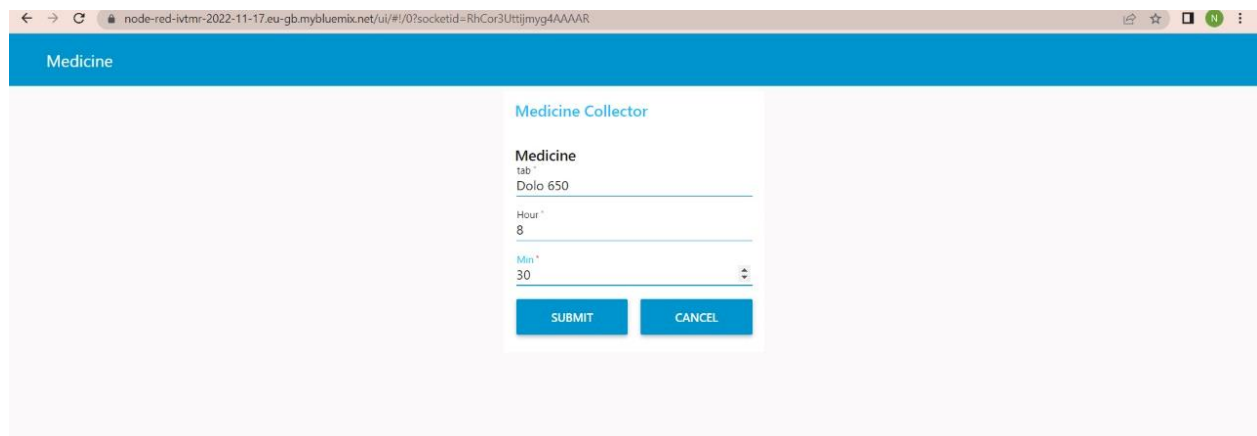 node-red-ivtmr-2022-11-17.eu-gb.mybluemix.net/ui/#!/0?socketid=RhCor3Uttijmyg4AAAAR
N
Medicine
Medicine Collector
Medicine
tab *
Dolo 650
Hour *
8
Min *
30
SUBMIT CANCEL